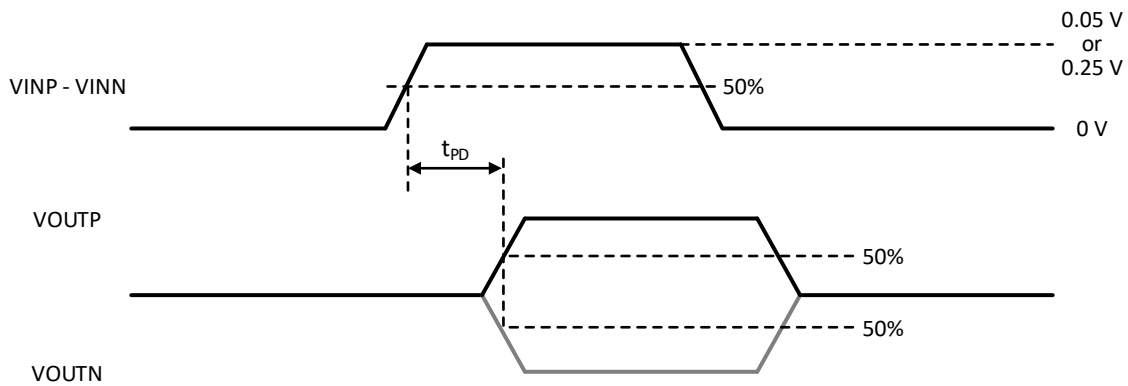 0.05 V
or
0.25 V
VINP - VINN
50%
0 V
tPD
VOUTP
50%
50%
VOUTN